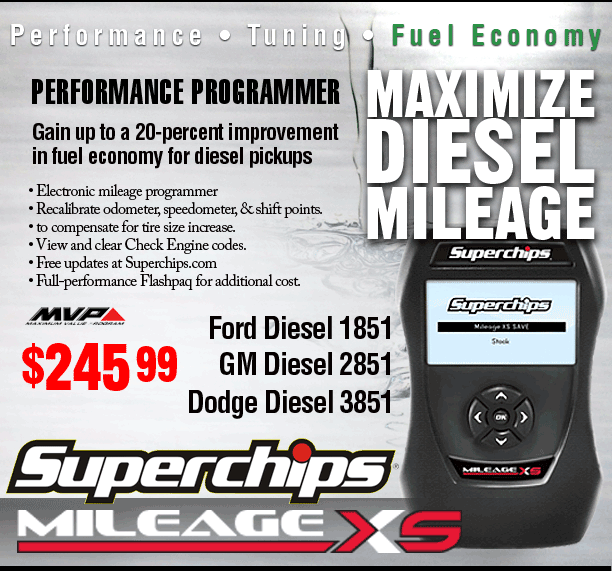 Performance • Tuning • Fuel Economy
PERFORMANCE PROGRAMMER
Gain up to a 20-percent improvement
in fuel economy for diesel pickups
• Electronic mileage programmer
• Recalibrate odometer, speedometer, & shift points.
• to compensate for tire size increase.
• View and clear Check Engine codes.
• Free updates at Superchips.com
• Full-performance Flashpaq for additional cost.
MAXIMIZE
DIESEL
MILEAGE
MVP
MAXIMUM VALUE PROGRAM
$245 99
Ford Diesel 1851
GM Diesel 2851
Dodge Diesel 3851
Superchips
Superchips
Mileage XS SAVE
Stock
OK
MILEAGE XS
Superchips®
MILEAGE XS